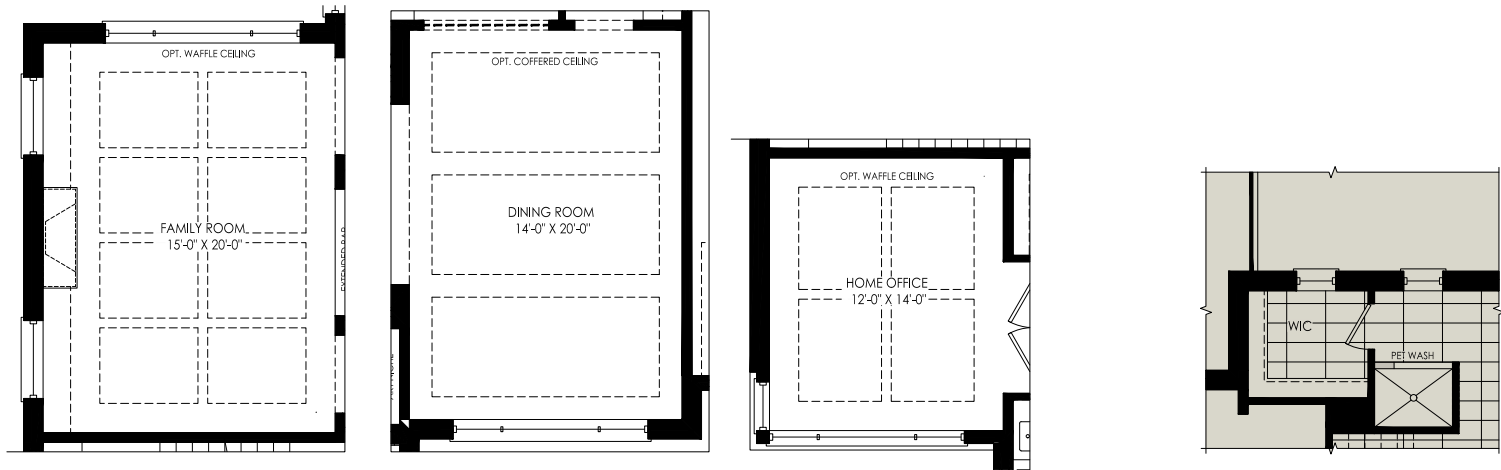 OPT. WAFFLE CEILING
FAMILY ROOM
15'-0" X 20'-0"
EXTENDED BAR
OPT. COFFERED CEILING
DINING ROOM
14'-0" X 20'-0"
OPT. WAFFLE CEILING
HOME OFFICE
12'-0" X 14'-0"
WIC
PET WASH